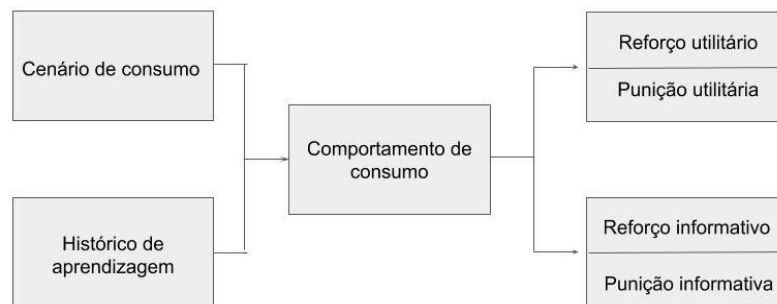 Cenário de consumo
Histórico de
aprendizagem
Comportamento de
consumo
Reforço utilitário
Punição utilitária
Reforço informativo
Punição informativa